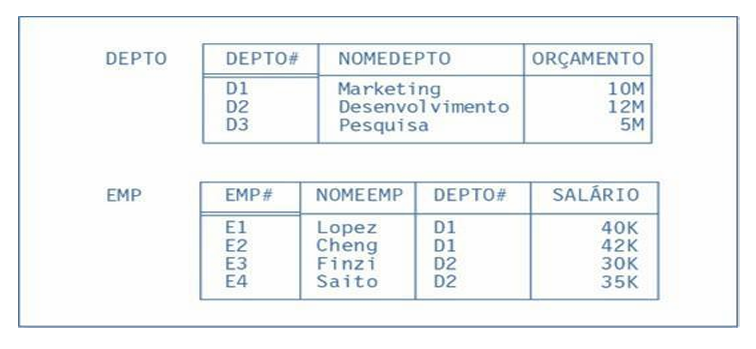 DEPTO DEPTO# NOMEDEPTO ORÇAMENTO
D1 Marketing 10M
D2 Desenvolvimento 12M
D3 Pesquisa 5M
EMP EMP# NOMEEMP DEPTO# SALÁRIO
E1 Lopez D1 40K
E2 Cheng D1 42K
E3 Finzi D2 30K
E4 Saito D2 35K